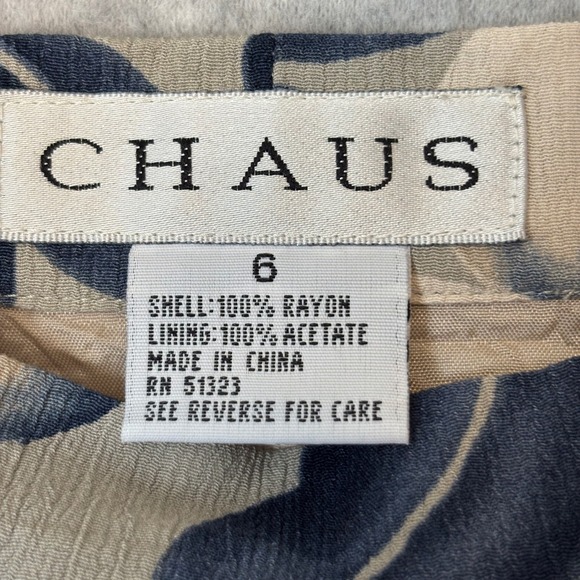 CHAUS
6
SHELL:100% RAYON
LINING:100% ACETATE
MADE IN CHINA
RN 51323
SEE REVERSE FOR CARE